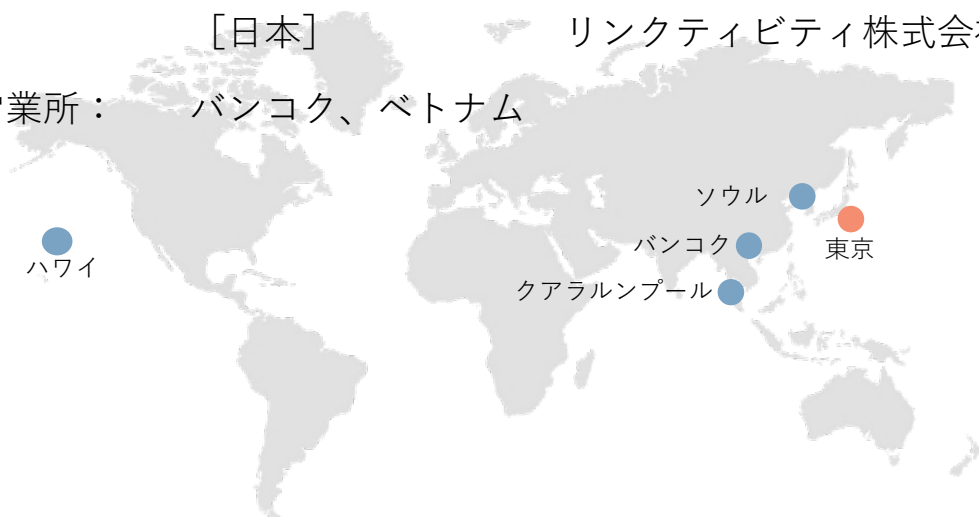 [日本] リンクティビティ株式会
業所： バンコク、ベトナム
ソウル
バンコク
東京
ハワイ
クアラルンプール